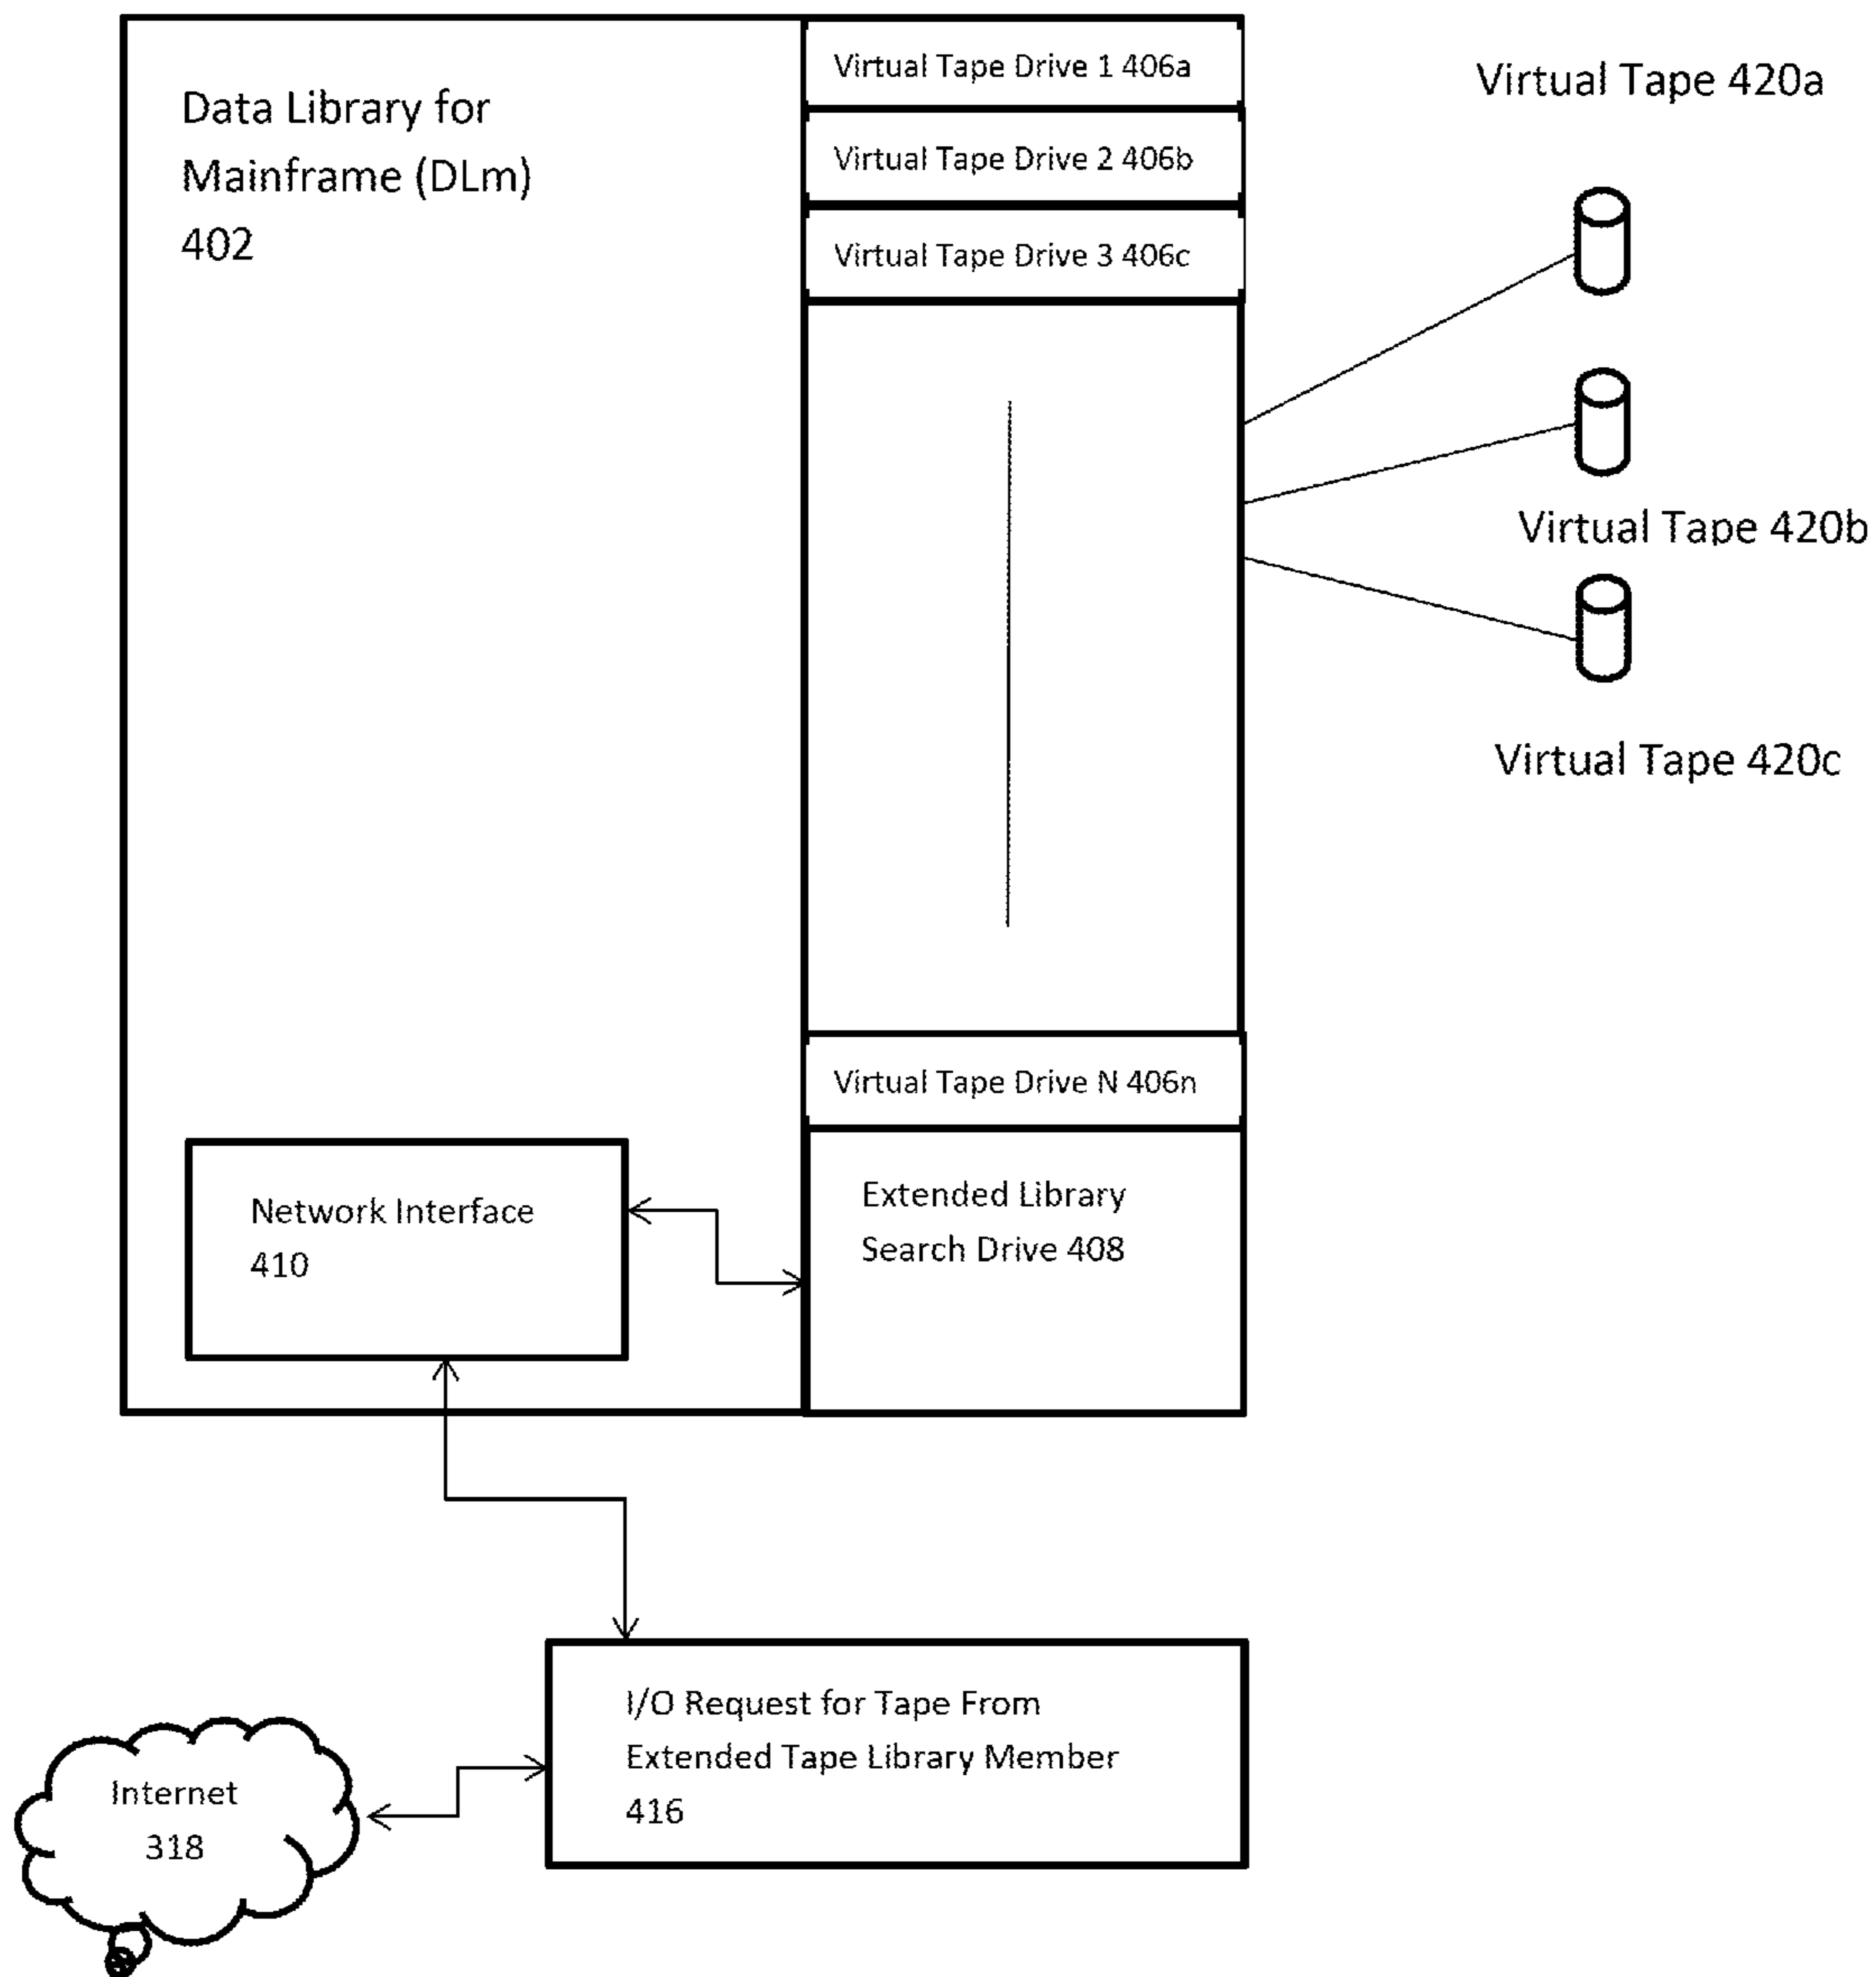 Data Library for
Mainframe (DLm)
402
Virtual Tape Drive 1 406a
Virtual Tape Drive 2 406b
Virtual Tape Drive 3 406c
Virtual Tape 420a
Virtual Tape 420b
Virtual Tape 420c
Virtual Tape Drive N 406n
Network Interface
410
Extended Library
Search Drive 408
I/O Request for Tape From
Extended Tape Library Member
416
Internet
318